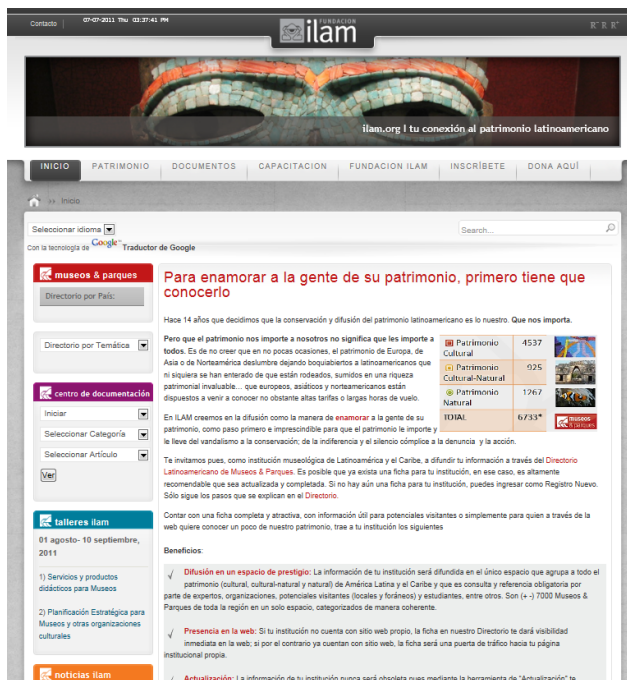 Contacto |
07-07-2011 Thu 03:37:41 PM
FUNDACION
ilam
R- R R+
ilam.org | tu conexión al patrimonio latinoamericano
INICIO PATRIMONIO DOCUMENTOS CAPACITACION FUNDACION ILAM INSCRÍBETE DONA AQUÍ
»» Inicio
Seleccionar idioma
Search...
Con la tecnología de Google™ Traductor de Google
museos & parques
Directorio por País:
Directorio por Temática
centro de documentación
Iniciar
Seleccionar Categoría
Seleccionar Artículo
Ver
talleres ilam
01 agosto- 10 septiembre,
2011
1) Servicios y productos
didácticos para Museos
2) Planificación Estratégica para
Museos y otras organizaciones
culturales
noticias ilam
Para enamorar a la gente de su patrimonio, primero tiene que
conocerlo
Hace 14 años que decidimos que la conservación y difusión del patrimonio latinoamericano es lo nuestro. Que nos importa.
Pero que el patrimonio nos importe a nosotros no significa que les importe a
todos. Es de no creer que en no pocas ocasiones, el patrimonio de Europa, de
Asia o de Norteamérica deslumbre dejando boquiabiertos a latinoamericanos que
ni siquiera se han enterado de que están rodeados, sumidos en una riqueza
patrimonial invaluable... que europeos, asiáticos y norteamericanos están
dispuestos a venir a conocer no obstante altas tarifas o largas horas de vuelo.
Patrimonio Cultural 4537
Patrimonio Cultural-Natural 925
Patrimonio Natural 1267
TOTAL 6733*
museos
& parques
En ILAM creemos en la difusión como la manera de enamorar a la gente de su
patrimonio, como paso primero e imprescindible para que el patrimonio le importe y
le lleve del vandalismo a la conservación; de la indiferencia y el silencio cómplice a la denuncia y la acción.
Te invitamos pues, como institución museológica de Latinoamérica y el Caribe, a difundir tu información a través del Directorio
Latinoamericano de Museos & Parques. Es posible que ya exista una ficha para tu institución, en ese caso, es altamente
recomendable que sea actualizada y completada. Si no hay aún una ficha para tu institución, puedes ingresar como Registro Nuevo.
Sólo sigue los pasos que se explican en el Directorio.
Contar con una ficha completa y atractiva, con información útil para potenciales visitantes o simplemente para quien a través de la
web quiere conocer un poco de nuestro patrimonio, trae a tu institución los siguientes
Beneficios:
√ Difusión en un espacio de prestigio: La información de tu institución será difundida en el único espacio que agrupa a todo el
patrimonio (cultural, cultural-natural y natural) de América Latina y el Caribe y que es consulta y referencia obligatoria por
parte de expertos, organizaciones, potenciales visitantes (locales y foráneos) y estudiantes, entre otros. Son (+ -) 7000 Museos &
Parques de toda la región en un solo espacio, categorizados de manera coherente.
√ Presencia en la web: Si tu institución no cuenta con sitio web propio, la ficha en nuestro Directorio te dará visibilidad
inmediata en la web; si por el contrario ya cuentan con sitio web, la ficha será una puerta de tráfico hacia tu página
institucional propia.
√ Actualización: La información de tu institución nunca será obsoleta pues mediante la herramienta de "Actualización" te